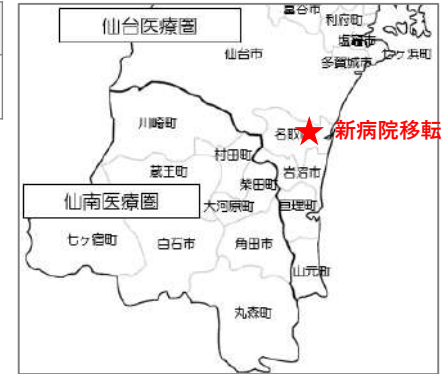 仙台医療圏
富谷市
利府町
塩竈市
七ヶ浜町
多賀城市
仙台市
川崎町
名取
新病院移転
村田町
岩沼市
蔵王町
柴田町
仙南医療圏
大河原町
亘理町
七ヶ宿町
白石市
角田市
山元町
丸森町